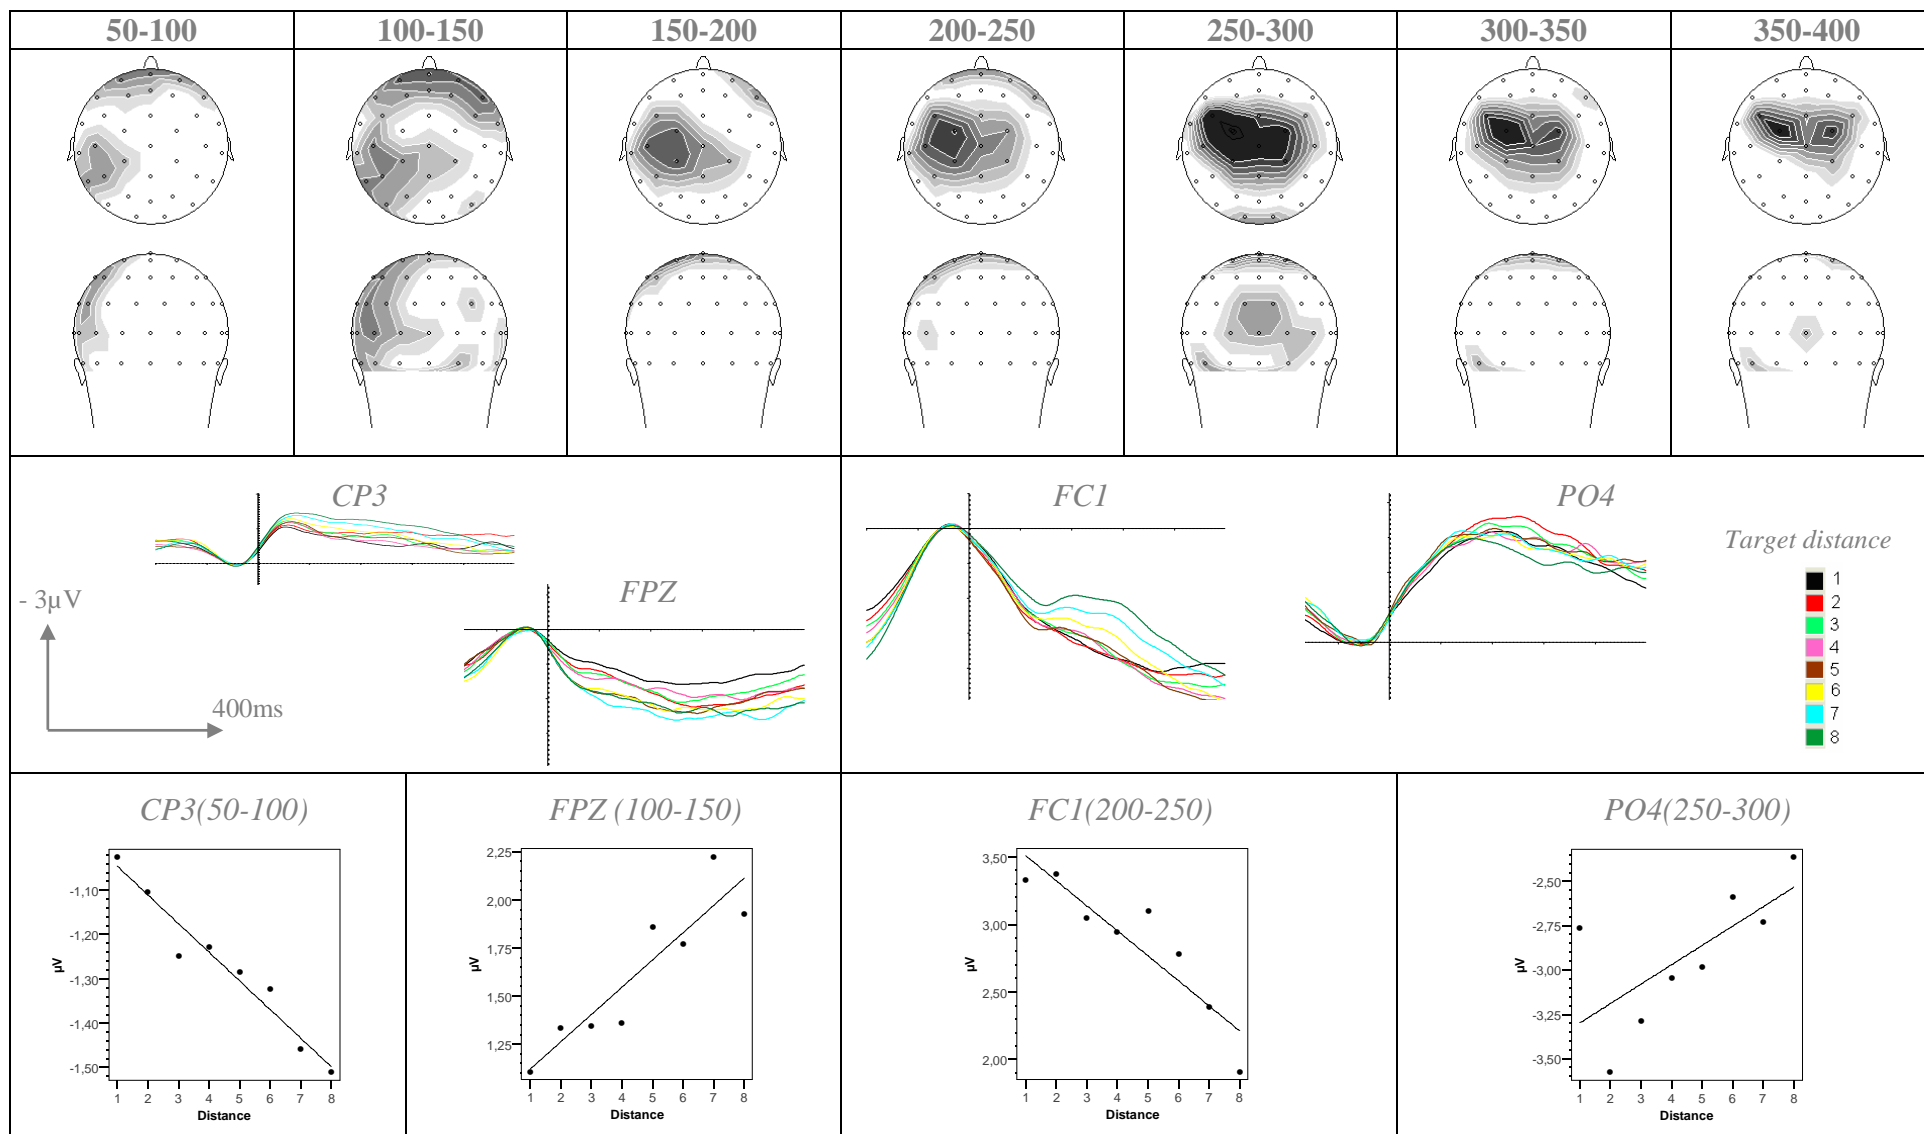 50-100 100-150 150-200 200-250 250-300 300-350 350-400
CP3
FPZ
FC1
PO4
- 3µV
400ms
Target distance
1
2
3
4
5
6
7
8
CP3(50-100)
-1,10
-1,20
-1,30
-1,40
-1,50
µV
1 2 3 4 5 6 7 8
Distance
FPZ (100-150)
2,25
2,00
1,75
1,50
1,25
µV
1 2 3 4 5 6 7 8
Distance
FC1(200-250)
3,50
3,00
2,50
2,00
µV
1 2 3 4 5 6 7 8
Distance
PO4(250-300)
-2,50
-2,75
-3,00
-3,25
-3,50
µV
1 2 3 4 5 6 7 8
Distance